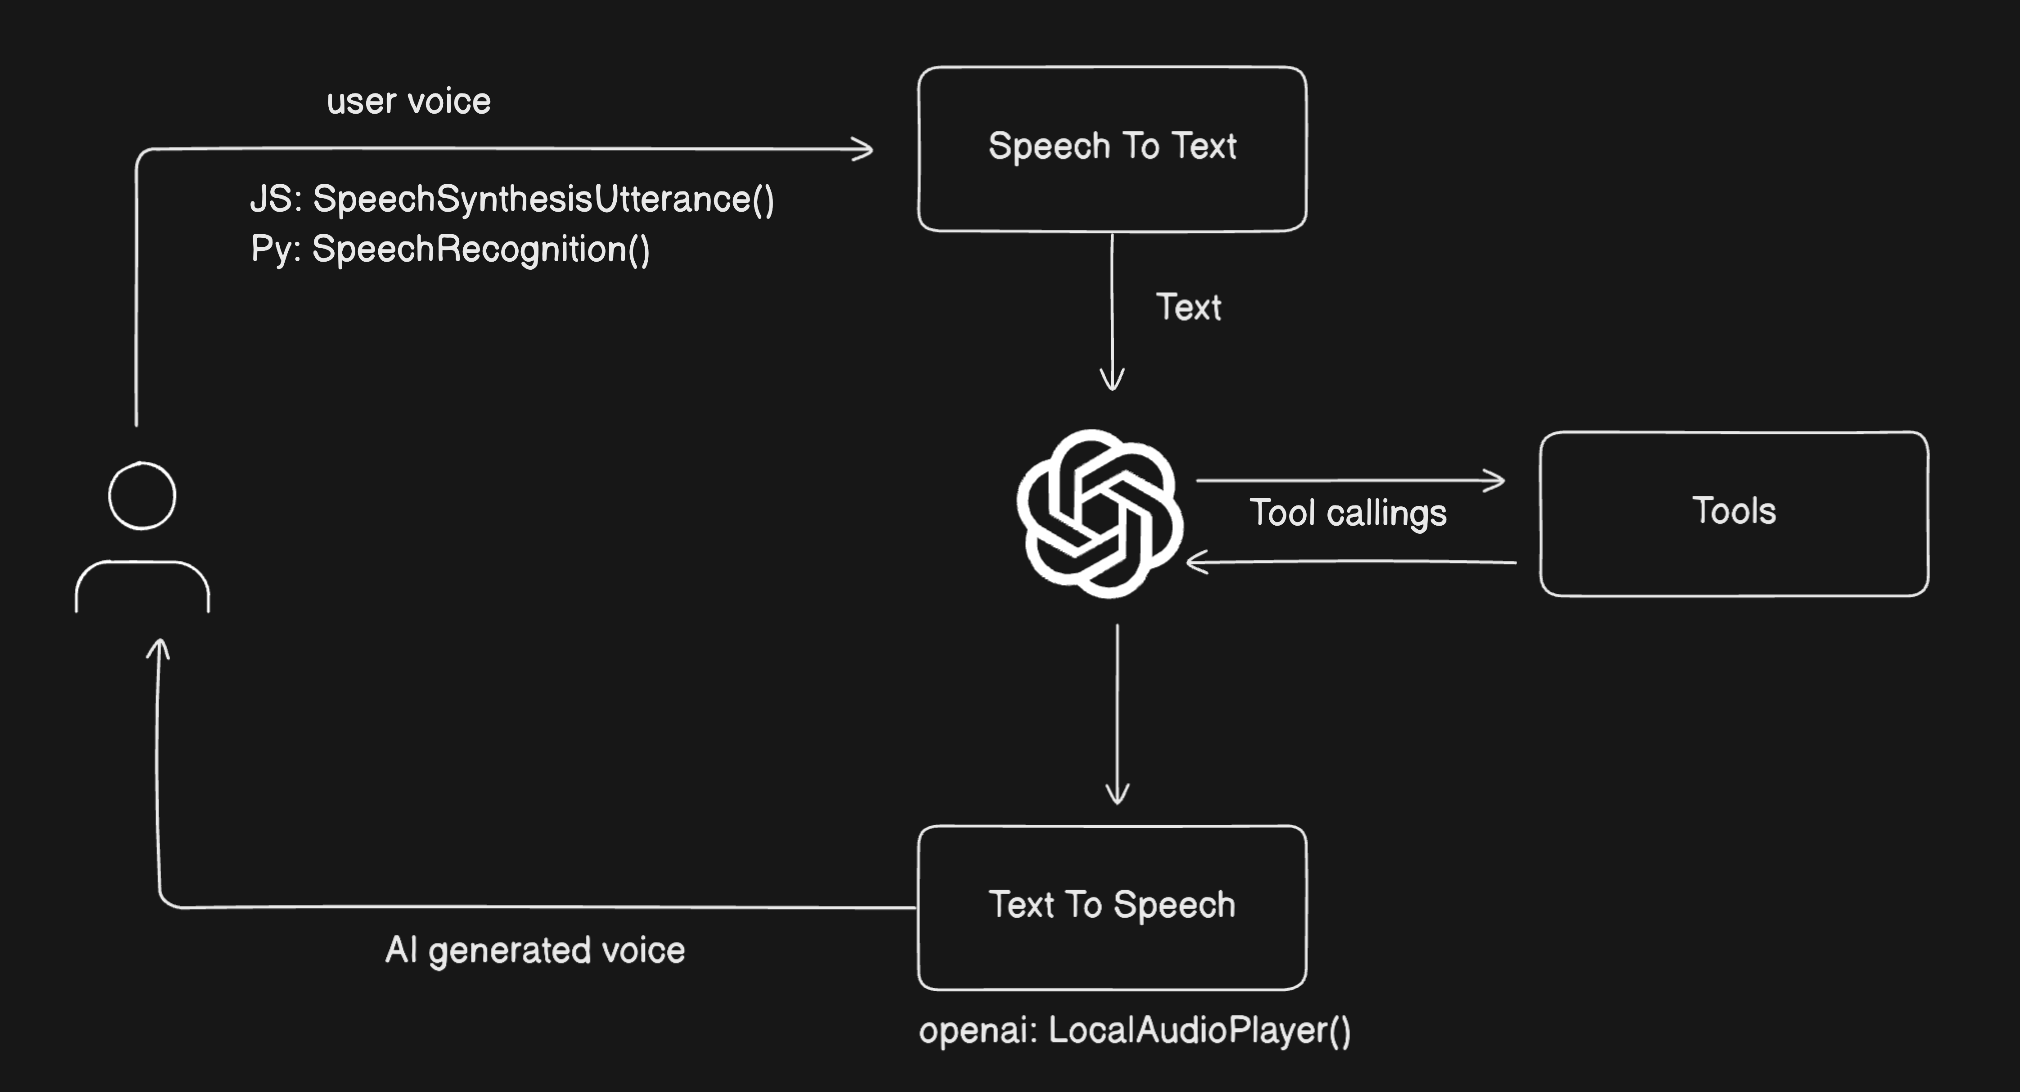 user voice
JS: SpeechSynthesisUtterance()
Py: SpeechRecognition()
Speech To Text
Text
Tool callings
Tools
Text To Speech
AI generated voice
openai: LocalAudioPlayer()